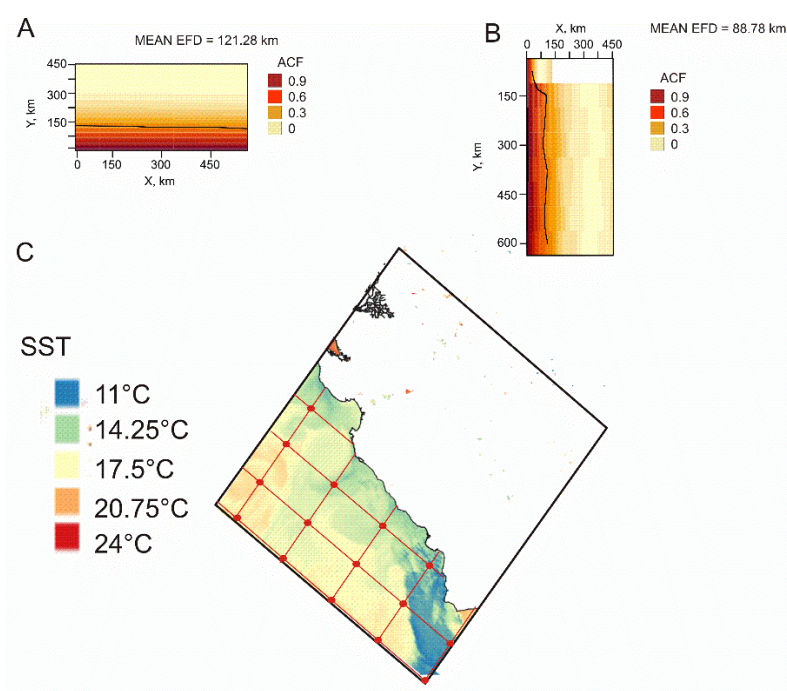 A
MEAN EFD = 121.28 km
450
300
150
Y, km
0 150 300 450
X, km
ACF
0.9
0.6
0.3
0
B
X, km
0 150 300 450
MEAN EFD = 88.78 km
150
300
450
600
Y, km
ACF
0.9
0.6
0.3
0
C
SST
11°C
14.25°C
17.5°C
20.75°C
24°C